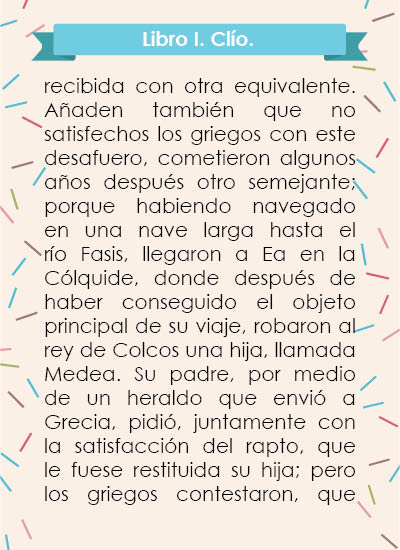 Libro I. Clío.
recibida con otra equivalente.
Añaden también que no
satisfechos los griegos con este
desafuero, cometieron algunos
años después otro semejante;
porque habiendo navegado
en una nave larga hasta el
río Fasis, llegaron a Ea en la
Cólquide, donde después de
haber conseguido el objeto
principal de su viaje, robaron al
rey de Colcos una hija, llamada
Medea. Su padre, por medio
de un heraldo que envió a
Grecia, pidió, juntamente con
la satisfacción del rapto, que
le fuese restituida su hija; pero
los griegos contestaron, que